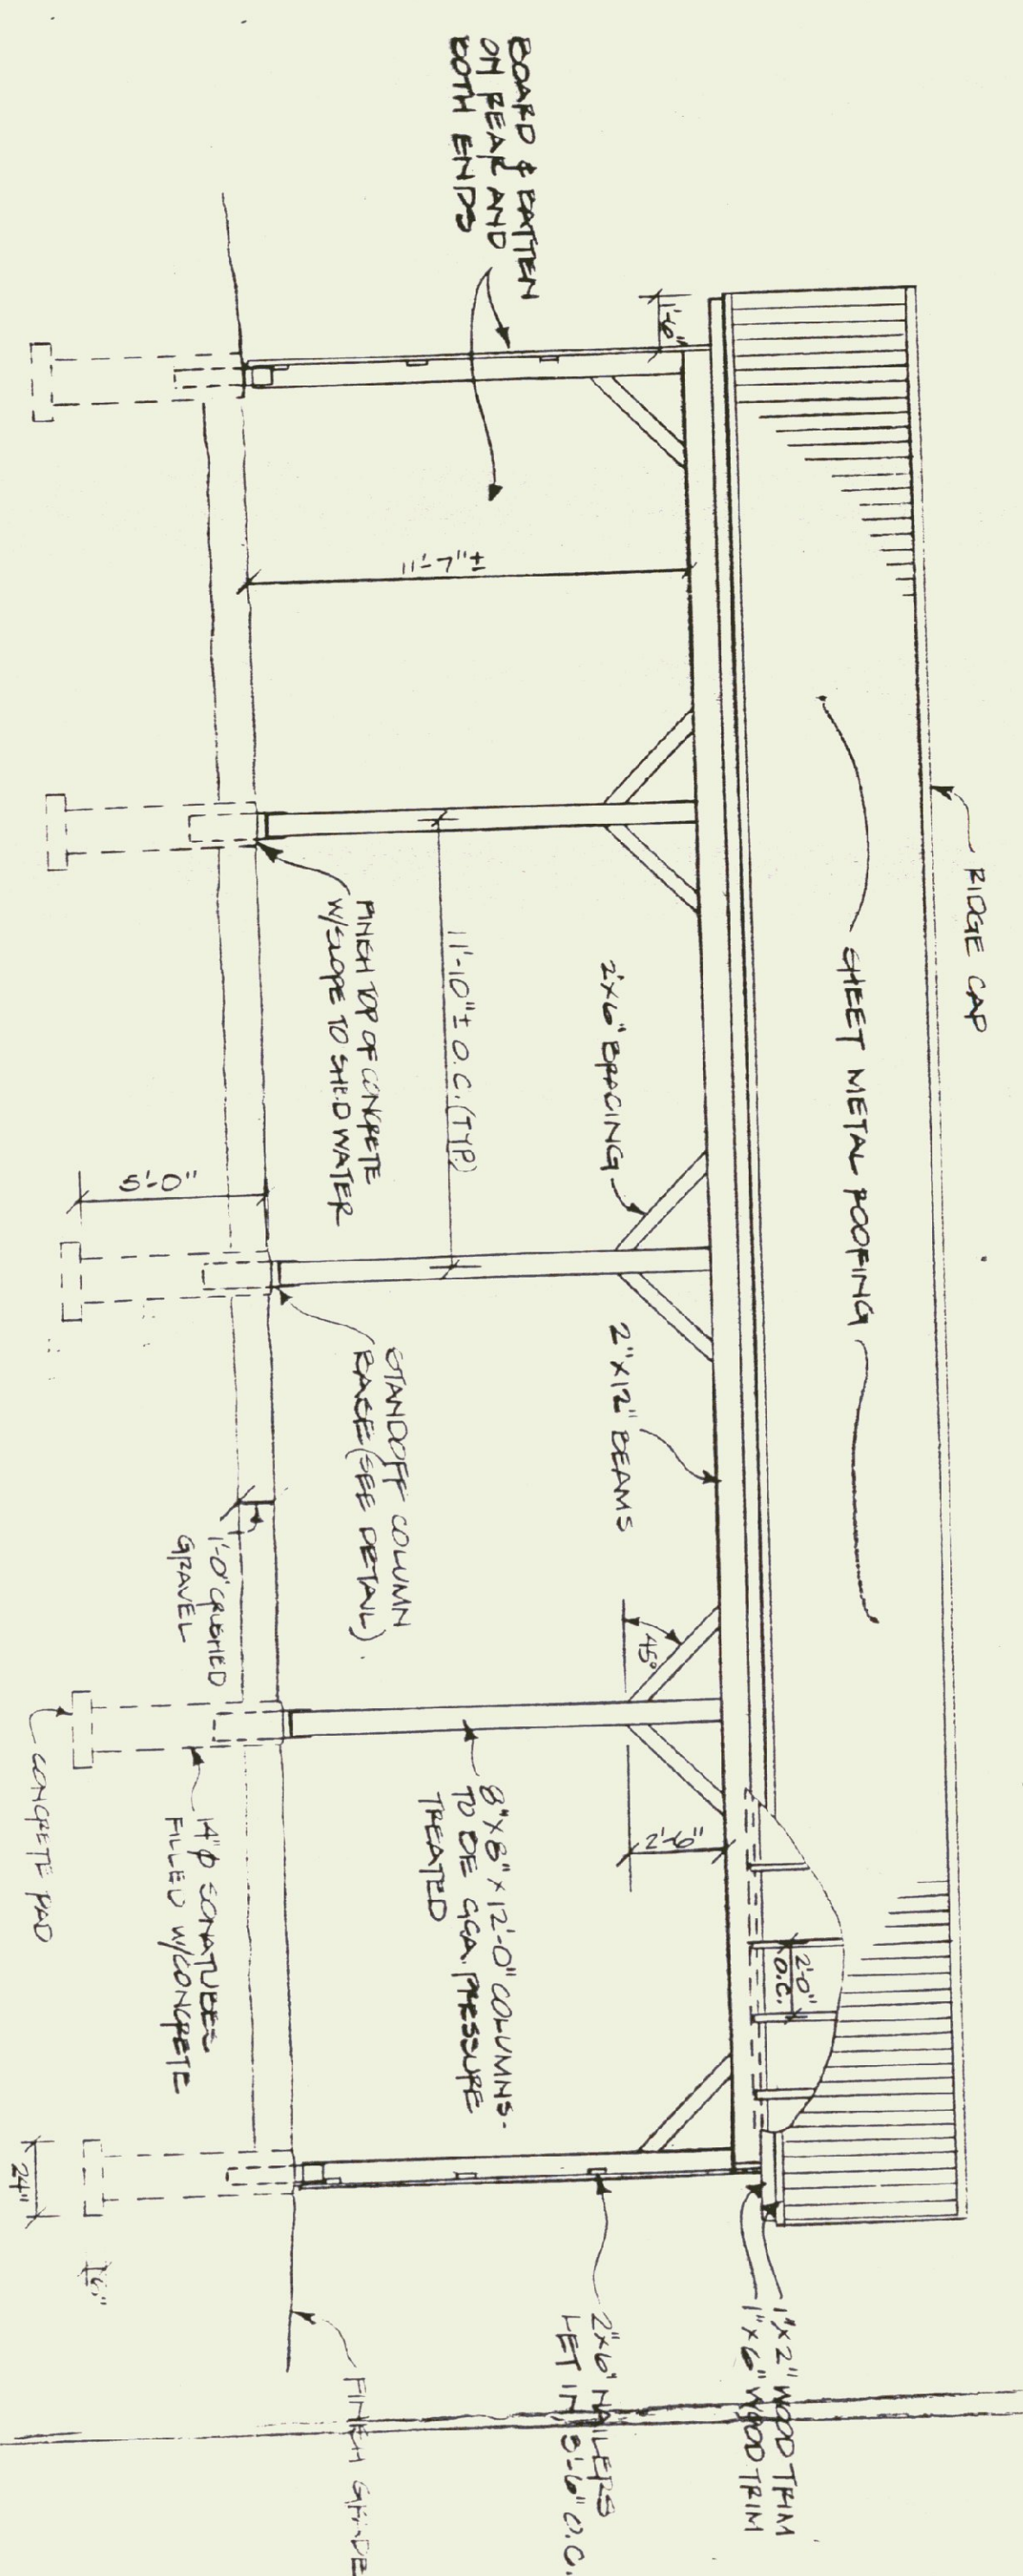 BOARD & BATTEN
ON REAR AND
BOTH ENDS
1'-6"
11'-7"±
RIDGE CAP
SHEET METAL ROOFING
2"X6" BRACING
11'-10"± O.C. (TYP.)
FINISH TOP OF CONCRETE
W/SLOPE TO SHED WATER
5'-0"
2"X12" BEAMS
STANDOFF COLUMN
BASE (SEE DETAIL)
1'-0" CRUSHED
GRAVEL
45°
2'-6"
8"X8"X12'-0" COLUMNS-
TO BE CCA PRESSURE
TREATED
14"φ SONATUBES
FILLED W/CONCRETE
CONCRETE PAD
2'-0"
O.C.
24"
1"X2" WOOD TRIM
1"X6" WOOD TRIM
2"X6" NAILERS
LET IN, 3'-6" O.C.
FINISH GRADE